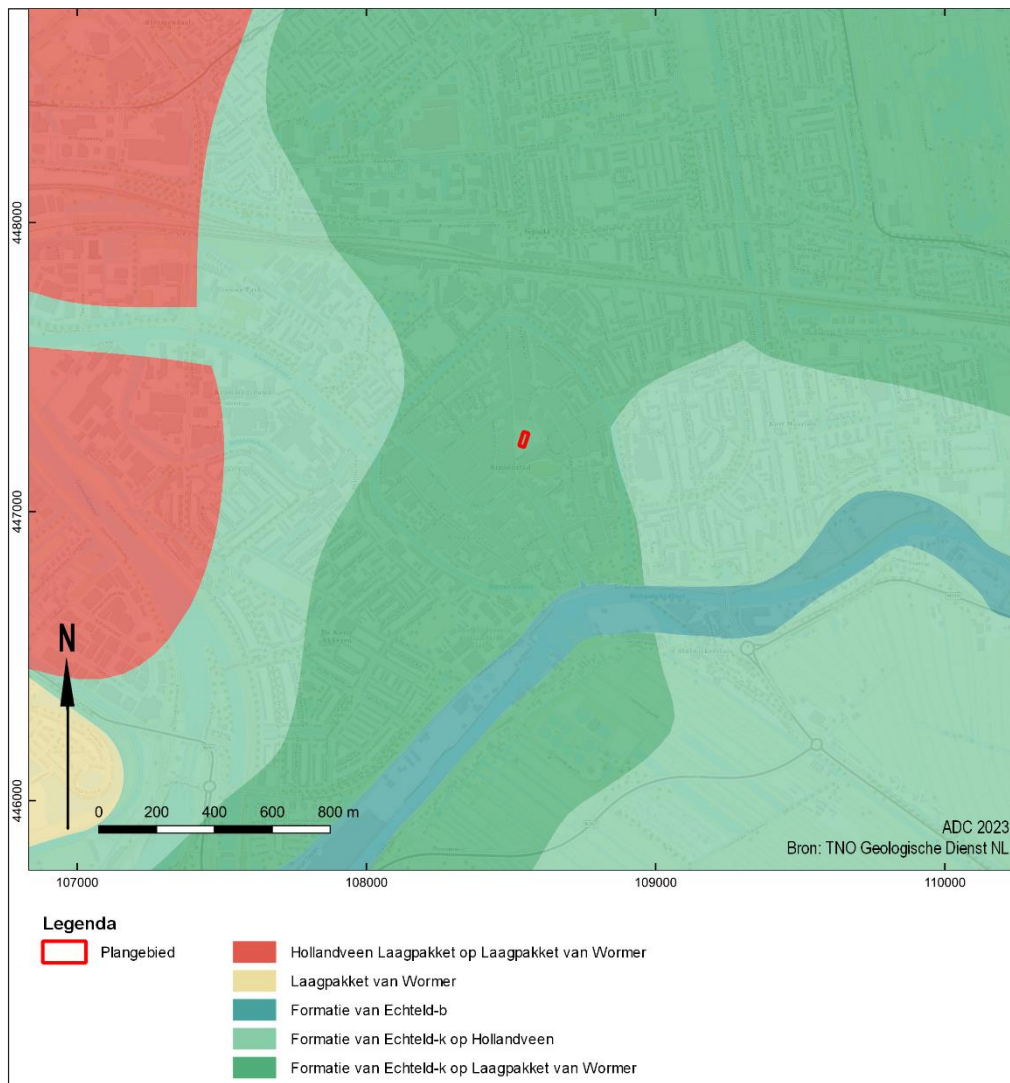 448000
447000
446000
N
0 200 400 600 800 m
ADC 2023
Bron: TNO Geologische Dienst NL
107000 108000 109000 110000
Legenda
Plangebied
Hollandveen Laagpakket op Laagpakket van Wormer
Laagpakket van Wormer
Formatie van Echteld-b
Formatie van Echteld-k op Hollandveen
Formatie van Echteld-k op Laagpakket van Wormer